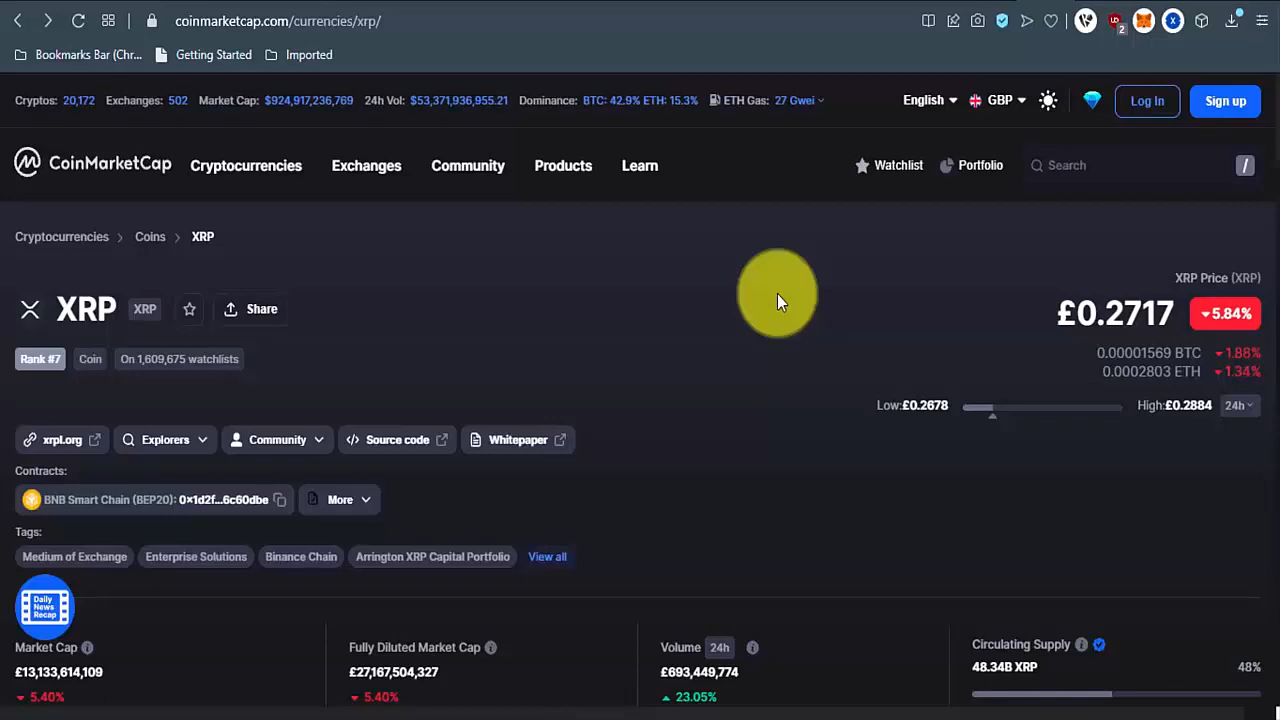 coinmarketcap.com/currencies/xrp/
2
Bookmarks Bar (Chr... Getting Started Imported
Cryptos: 20,172 Exchanges: 502 Market Cap: $924,917,236,769 24h Vol: $53,371,936,955.21 Dominance: BTC: 42.9% ETH: 15.3% ETH Gas: 27 Gwei English GBP Log In Sign up
CoinMarketCap Cryptocurrencies Exchanges Community Products Learn Watchlist Portfolio Search /
Cryptocurrencies > Coins > XRP
XRP Price (XRP)
XRP XRP Share £0.2717 5.84%
0.00001569 BTC 1.88%
Rank #7 Coin On 1,609,675 watchlists
0.0002803 ETH 1.34%
Low:£0.2678 High:£0.2884 24h
xrpl.org Explorers Community Source code Whitepaper
Contracts:
BNB Smart Chain (BEP20): 0x1d2f...6c60dbe More
Tags:
Medium of Exchange Enterprise Solutions Binance Chain Arrington XRP Capital Portfolio View all
Daily
News
Recap
Market Cap Fully Diluted Market Cap Volume 24h Circulating Supply
£13,133,614,109 £27,167,504,327 £693,449,774 48.34B XRP 48%
5.40% 5.40% 23.05%